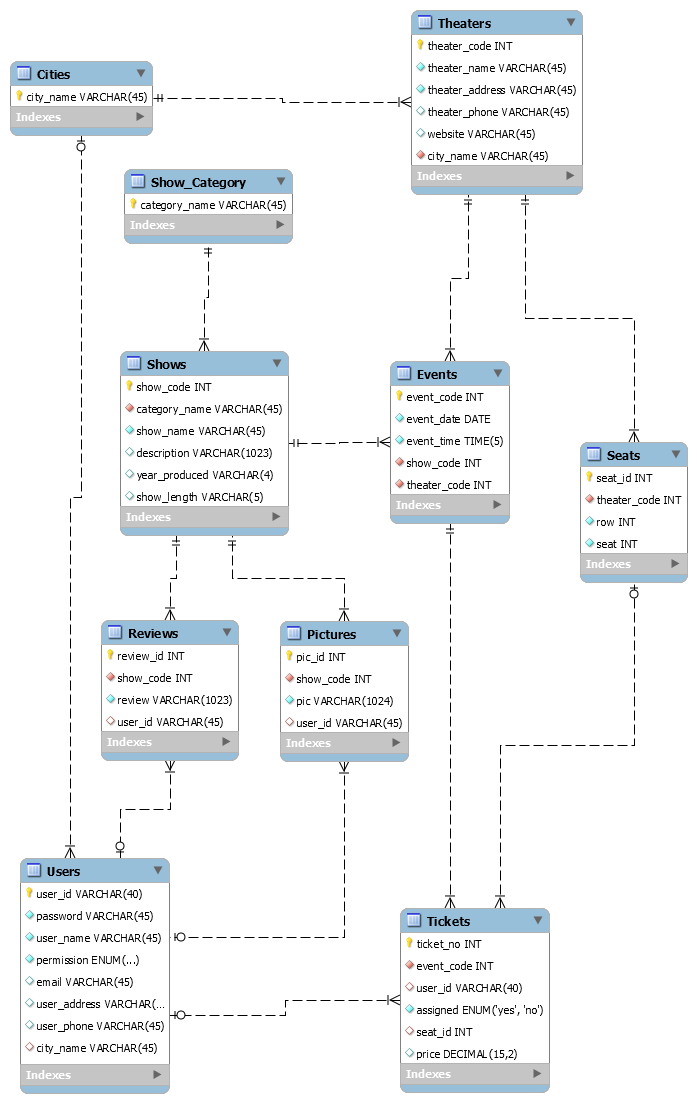 Theaters
theater_code INT
theater_name VARCHAR(45)
theater_address VARCHAR(45)
theater_phone VARCHAR(45)
website VARCHAR(45)
city_name VARCHAR(45)
Indexes
Cities
city_name VARCHAR(45)
Indexes
Show_Category
category_name VARCHAR(45)
Indexes
Shows
show_code INT
category_name VARCHAR(45)
show_name VARCHAR(45)
description VARCHAR(1023)
year_produced VARCHAR(4)
show_length VARCHAR(5)
Indexes
Events
event_code INT
event_date DATE
event_time TIME(5)
show_code INT
theater_code INT
Indexes
Seats
seat_id INT
theater_code INT
row INT
seat INT
Indexes
Reviews
review_id INT
show_code INT
review VARCHAR(1023)
user_id VARCHAR(45)
Indexes
Pictures
pic_id INT
show_code INT
pic VARCHAR(1024)
user_id VARCHAR(45)
Indexes
Users
user_id VARCHAR(40)
password VARCHAR(45)
user_name VARCHAR(45)
permission ENUM(...)
email VARCHAR(45)
user_address VARCHAR(...
user_phone VARCHAR(45)
city_name VARCHAR(45)
Indexes
Tickets
ticket_no INT
event_code INT
user_id VARCHAR(40)
assigned ENUM('yes', 'no')
seat_id INT
price DECIMAL(15,2)
Indexes